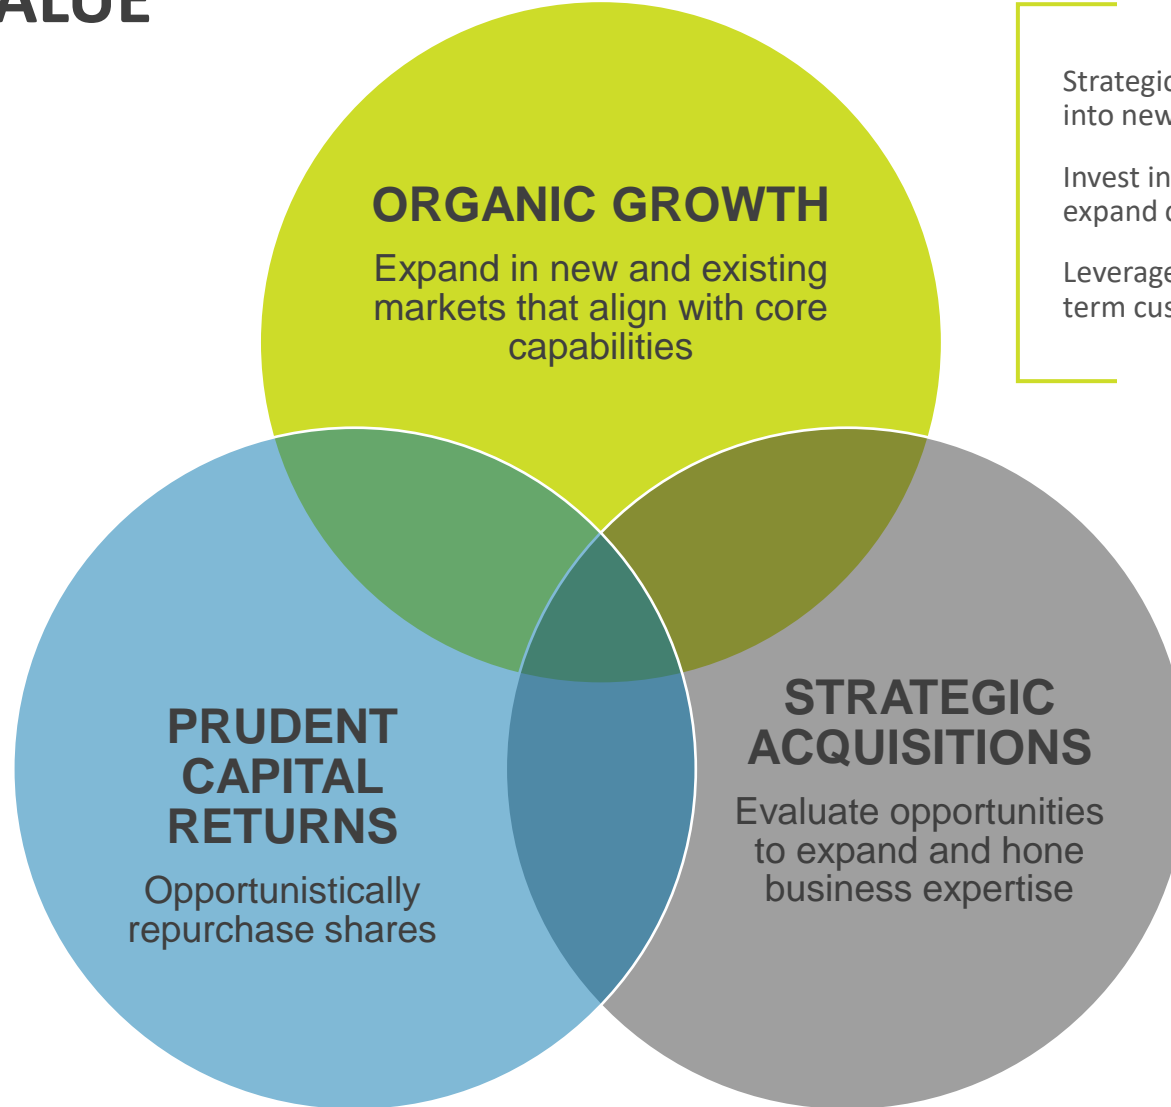 ALUE
ORGANIC GROWTH
Expand in new and existing
markets that align with core
capabilities
Strategic
into new
Invest in
expand
Leverage
term
PRUDENT
CAPITAL
RETURNS
Opportunistically
repurchase shares
STRATEGIC
ACQUISITIONS
Evaluate opportunities
to expand and hone
business expertise